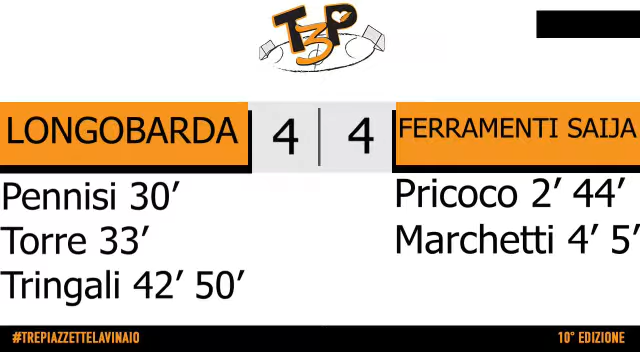 T3P
LONGOBARDA 4 4 FERRAMENTI SAIJA
Pennisi 30’
Torre 33’
Tringali 42’ 50’
Pricoco 2’ 44’
Marchetti 4’ 5’
#TREPIAZZETTELAVINAIO
10° EDIZIONE